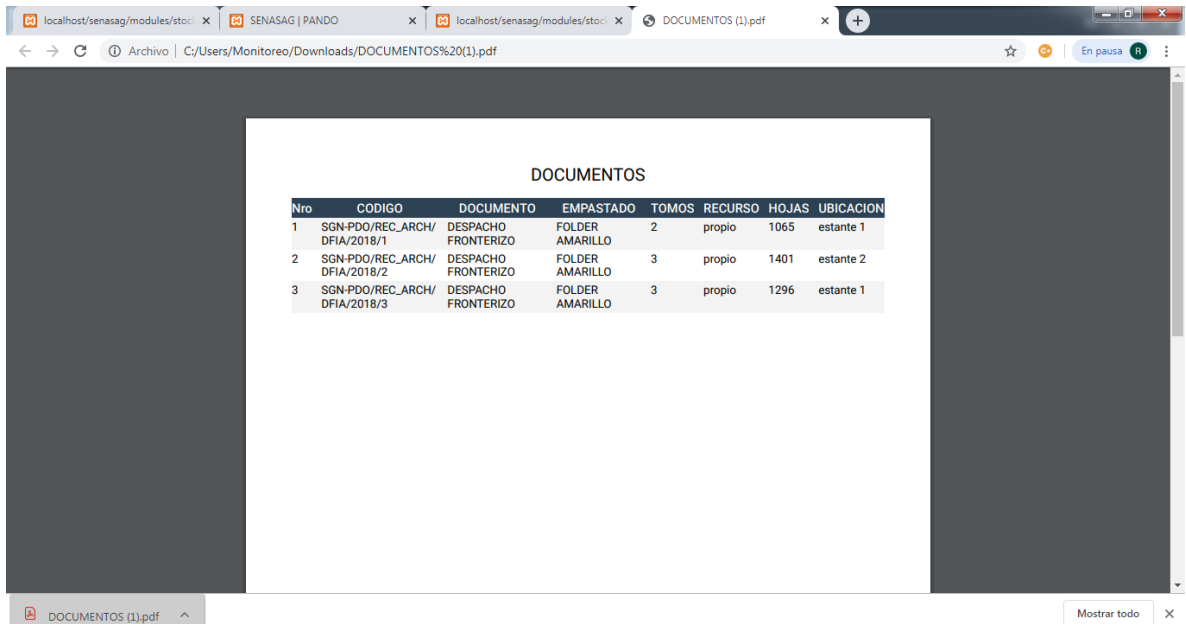 localhost/senasag/modules/stoc
SENASAG | PANDO
localhost/senasag/modules/stoc
DOCUMENTOS (1).pdf
Archivo | C:/Users/Monitoreo/Downloads/DOCUMENTOS%20(1).pdf
En pausa R
DOCUMENTOS
Nro CODIGO DOCUMENTO EMPASTADO TOMOS RECURSO HOJAS UBICACION
1 SGN-PDO/REC_ARCH/ DESPACHO FOLDER 2 propio 1065 estante 1
DFIA/2018/1 FRONTERIZO AMARILLO
2 SGN-PDO/REC_ARCH/ DESPACHO FOLDER 3 propio 1401 estante 2
DFIA/2018/2 FRONTERIZO AMARILLO
3 SGN-PDO/REC_ARCH/ DESPACHO FOLDER 3 propio 1296 estante 1
DFIA/2018/3 FRONTERIZO AMARILLO
DOCUMENTOS (1).pdf
Mostrar todo